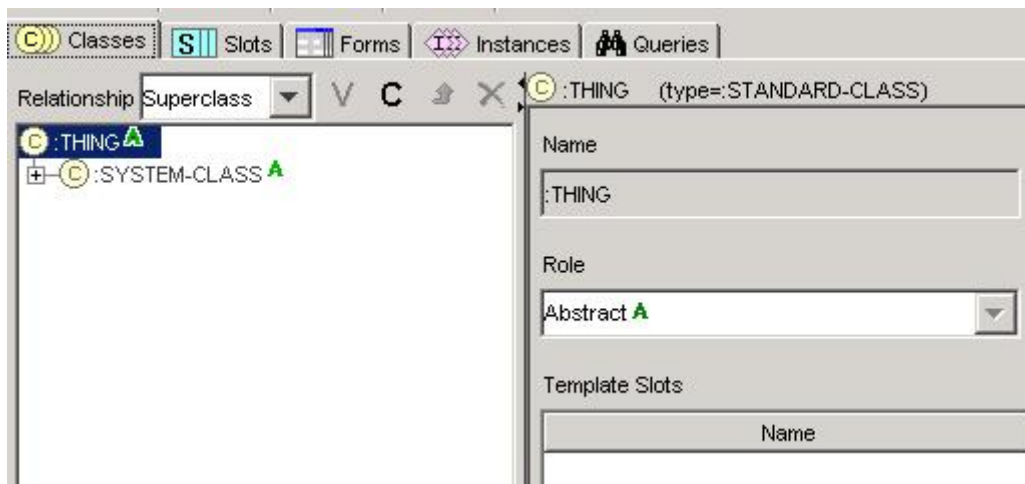 Classes Slots Forms Instances Queries
Relationship Superclass V C
:THING A
:SYSTEM-CLASS A
:THING (type=:STANDARD-CLASS)
Name
:THING
Role
Abstract A
Template Slots
Name